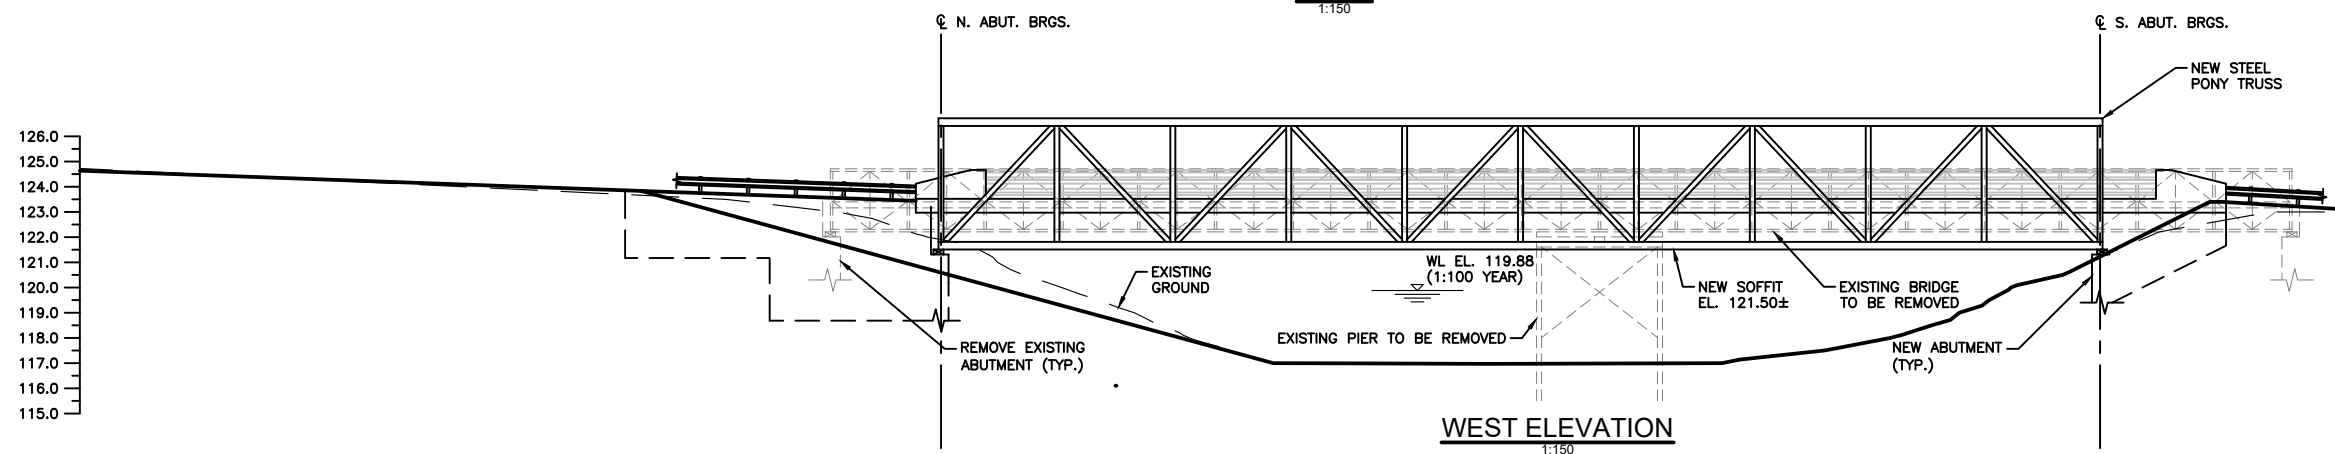 1:150
℄ N. ABUT. BRGS.
℄ S. ABUT. BRGS.
NEW STEEL
PONY TRUSS
126.0
125.0
124.0
123.0
122.0
121.0
120.0
119.0
118.0
117.0
116.0
115.0
WL EL. 119.88
(1:100 YEAR)
EXISTING
GROUND
NEW SOFFIT
EL. 121.50±
EXISTING BRIDGE
TO BE REMOVED
EXISTING PIER TO BE REMOVED
REMOVE EXISTING
ABUTMENT (TYP.)
NEW ABUTMENT
(TYP.)
WEST ELEVATION
1:150